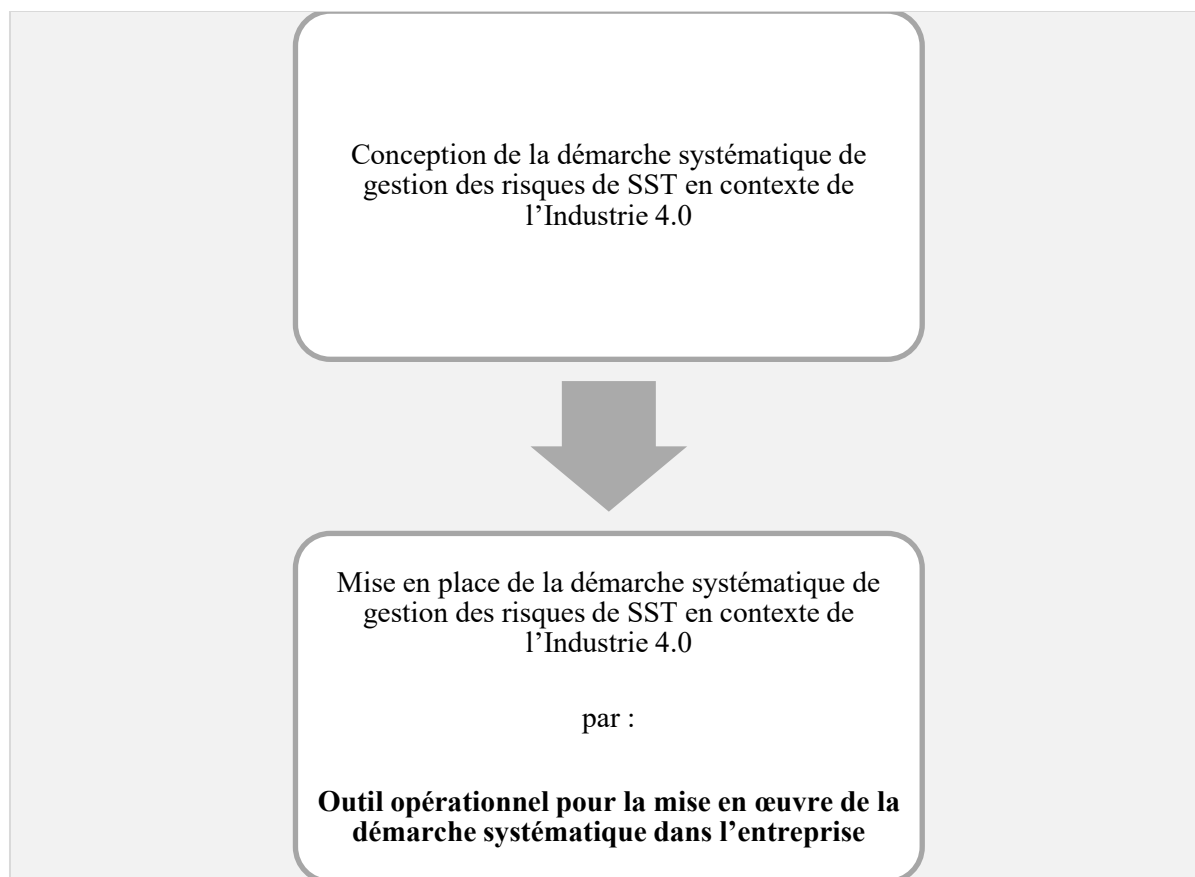 Conception de la démarche systématique de
gestion des risques de SST en contexte de
l’Industrie 4.0
Mise en place de la démarche systématique de
gestion des risques de SST en contexte de
l’Industrie 4.0
par :
Outil opérationnel pour la mise en œuvre de la
démarche systématique dans l’entreprise